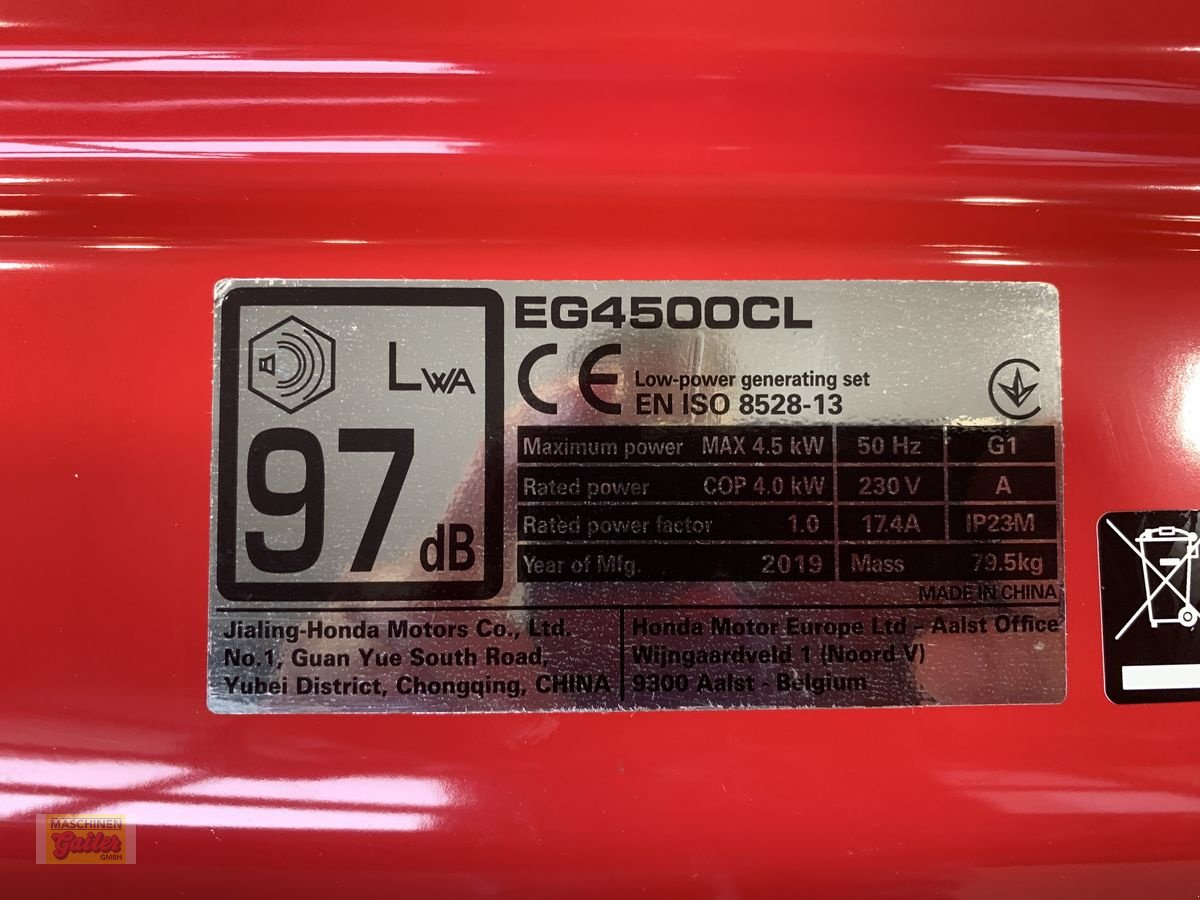 EG4500CL
LWA
97 dB
CE
Low-power generating set
EN ISO 8528-13
Maximum power MAX 4.5 kW 50 Hz G1
Rated power COP 4.0 kW 230 V A
Rated power factor 1.0 17.4A IP23M
Year of Mfg. 2019 Mass 79.5kg
MADE IN CHINA
Jialing-Honda Motors Co., Ltd.
No.1, Guan Yue South Road,
Yubei District, Chongqing, CHINA
Honda Motor Europe Ltd - Aalst Office
Wijngaardveld 1 (Noord V)
9300 Aalst - Belgium
MASCHINEN
Gailer
GMBH